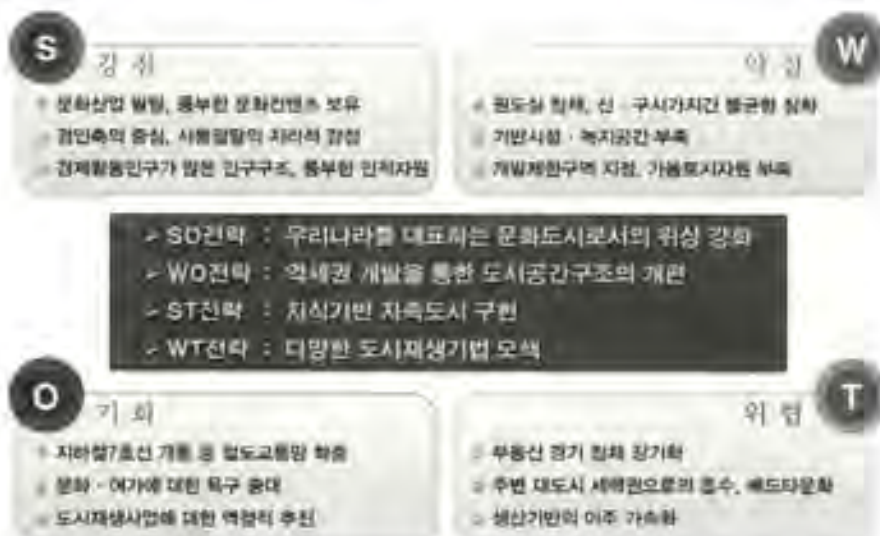 S
강 점
문화산업 발달, 풍부한 문화컨텐츠 보유
경인축의 중심, 사통팔달의 지리적 강점
경제활동인구가 많은 인구구조, 풍부한 인적자원
W
약 점
원도심 침체, 신 · 구시가지간 불균형 심화
기반시설 · 녹지공간 부족
개발제한구역 지정, 가용토지자원 부족
➢ SO전략 : 우리나라를 대표하는 문화도시로서의 위상 강화
➢ WO전략 : 역세권 개발을 통한 도시공간구조의 개편
➢ ST전략 : 지식기반 자족도시 구현
➢ WT전략 : 다양한 도시재생기법 모색
O
기 회
지하철7호선 개통 등 철도교통망 확충
문화 · 여가에 대한 욕구 증대
도시재생사업에 대한 역점적 추진
T
위 협
부동산 경기 침체 장기화
주변 대도시 세력권으로의 흡수, 베드타운화
생산기반의 이주 가속화